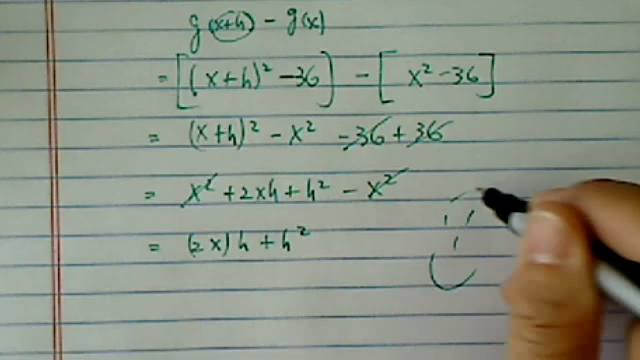 g(x+h) - g(x)
= [(x+h)² - 36] - [x² - 36]
= (x+h)² - x² - 36 + 36
= x² + 2xh + h² - x²
= (2x)h + h²